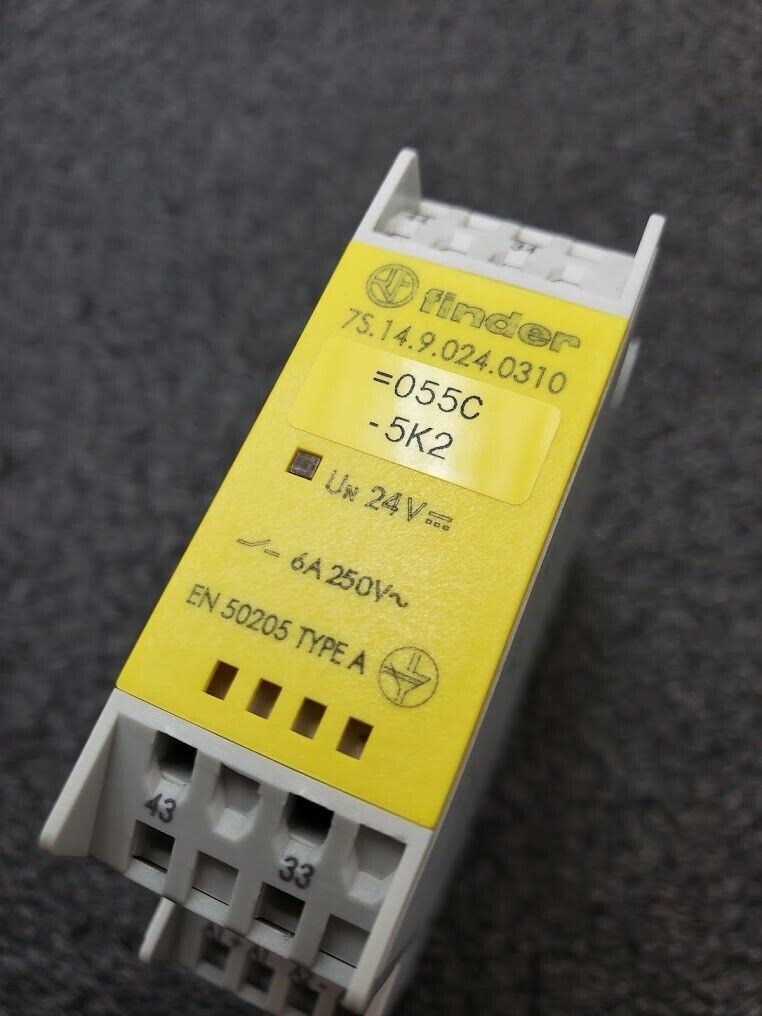 finder
7S.14.9.024.0310
=055C
-5K2
UN 24V⎓
6A 250V~
EN 50205 TYPE A
43
33